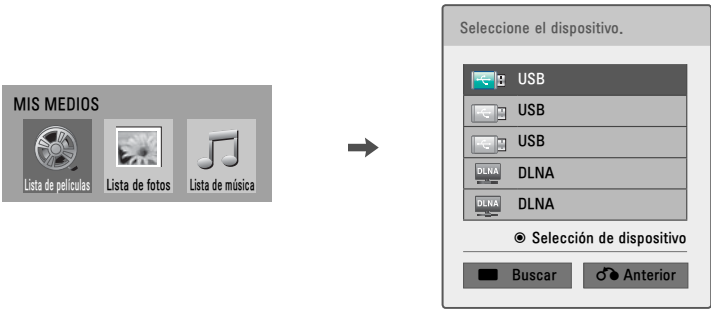 MIS MEDIOS
Lista de películas
Lista de fotos
Lista de música
Seleccione el dispositivo.
USB
USB
USB
DLNA DLNA
DLNA DLNA
Selección de dispositivo
Buscar
Anterior